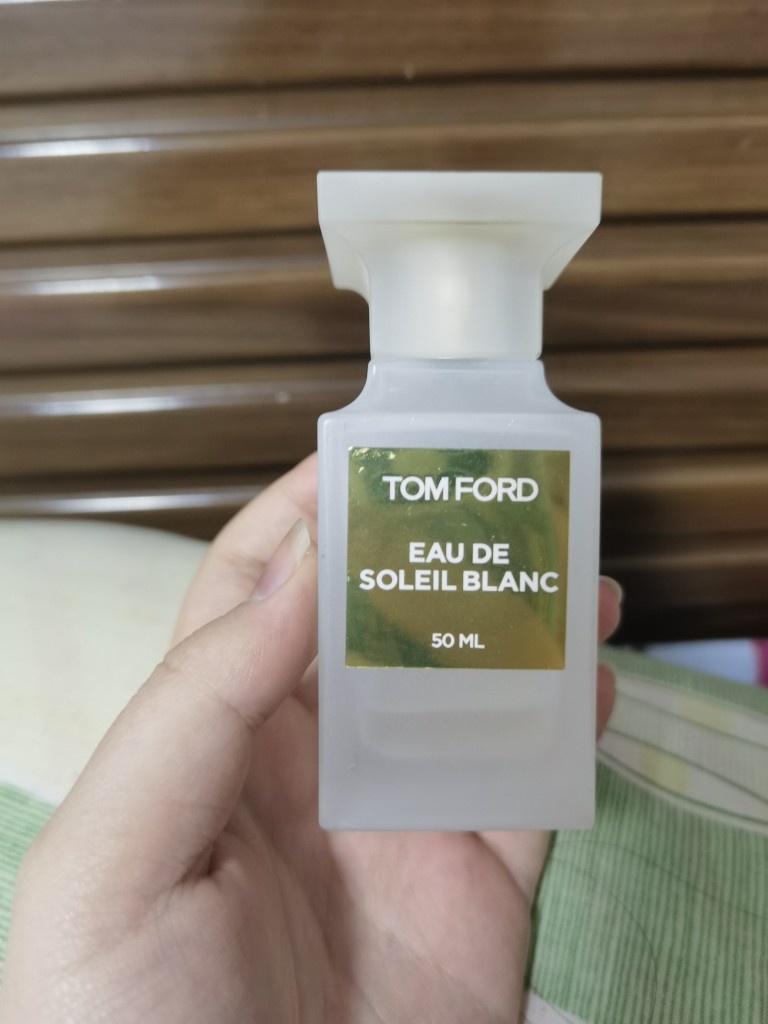 TOM FORD
EAU DE
SOLEIL BLANC
50 ML